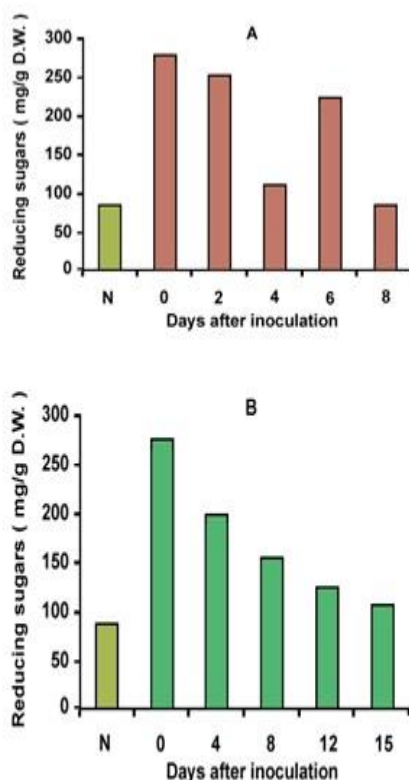 A
Reducing sugars ( mg/g D.W. )
300
250
200
150
100
50
0
N 0 2 4 6 8
Days after inoculation
B
Reducing sugars ( mg/g D.W. )
300
250
200
150
100
50
0
N 0 4 8 12 15
Days after inoculation